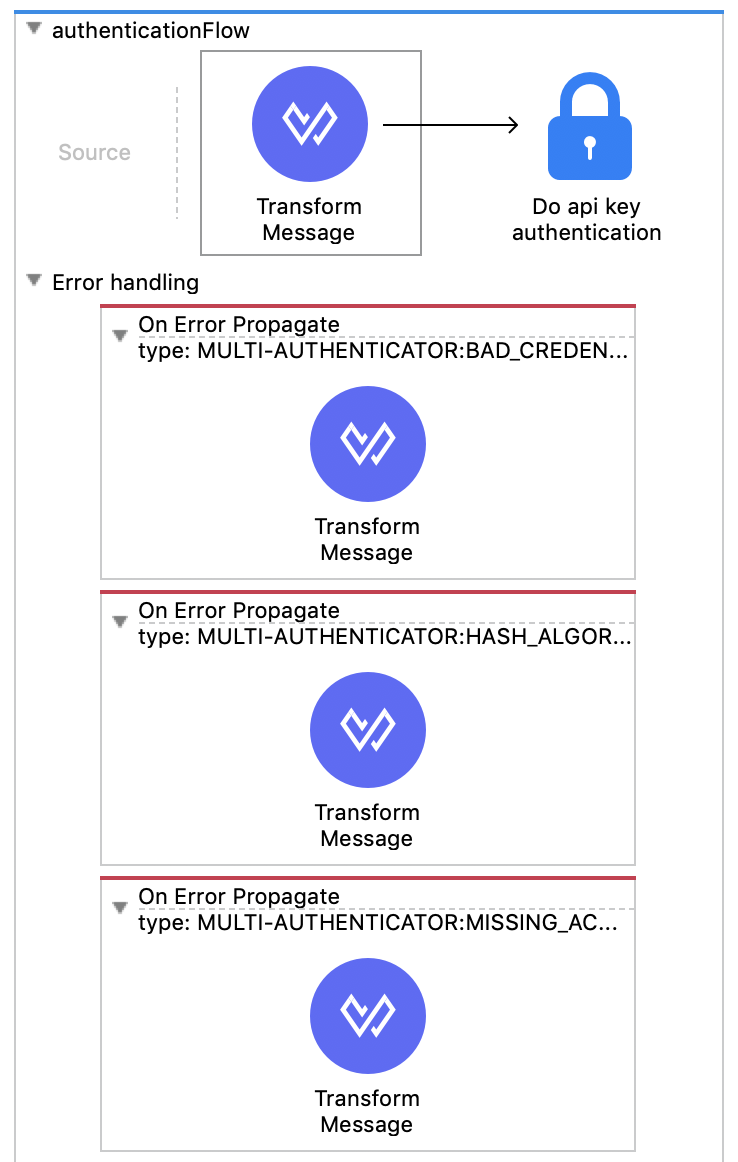 authenticationFlow
Source
Transform
Message
Do api key
authentication
Error handling
On Error Propagate
type: MULTI-AUTHENTICATOR:BAD_CREDEN...
Transform
Message
On Error Propagate
type: MULTI-AUTHENTICATOR:HASH_ALGOR...
Transform
Message
On Error Propagate
type: MULTI-AUTHENTICATOR:MISSING_AC...
Transform
Message